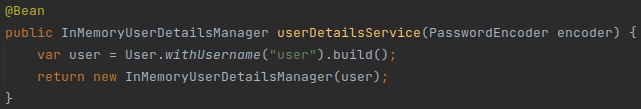 @Bean
public InMemoryUserDetailsManager userDetailsService(PasswordEncoder encoder) {
    var user = User.withUsername("user").build();
    return new InMemoryUserDetailsManager(user);
}